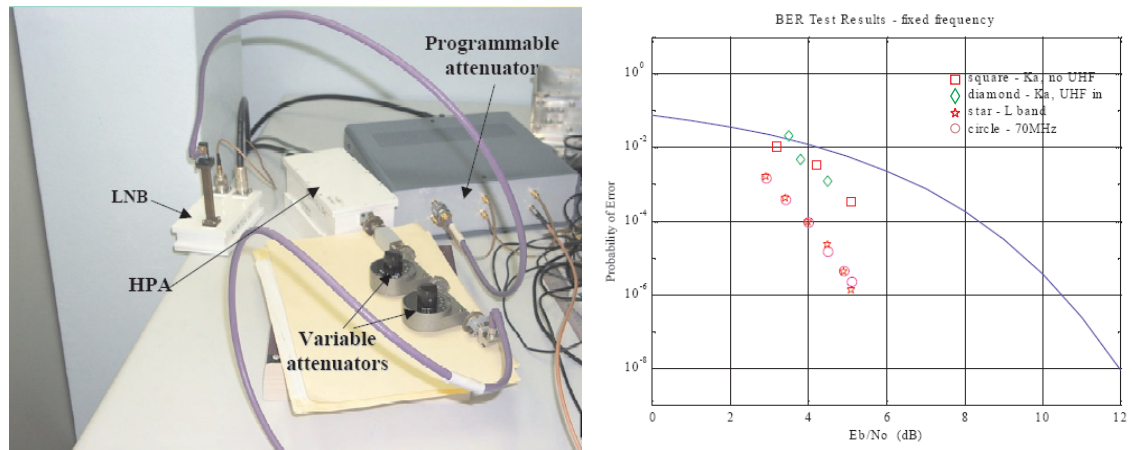 Programmable
attenuator
LNB
HPA
Variable
attenuators
BER Test Results - fixed frequency
square - Ka, no UHF
diamond - Ka, UHF in
star - L band
circle - 70MHz
Probability of Error
10^0
10^-2
10^-4
10^-6
10^-8
0 2 4 6 8 10 12
Eb/No (dB)